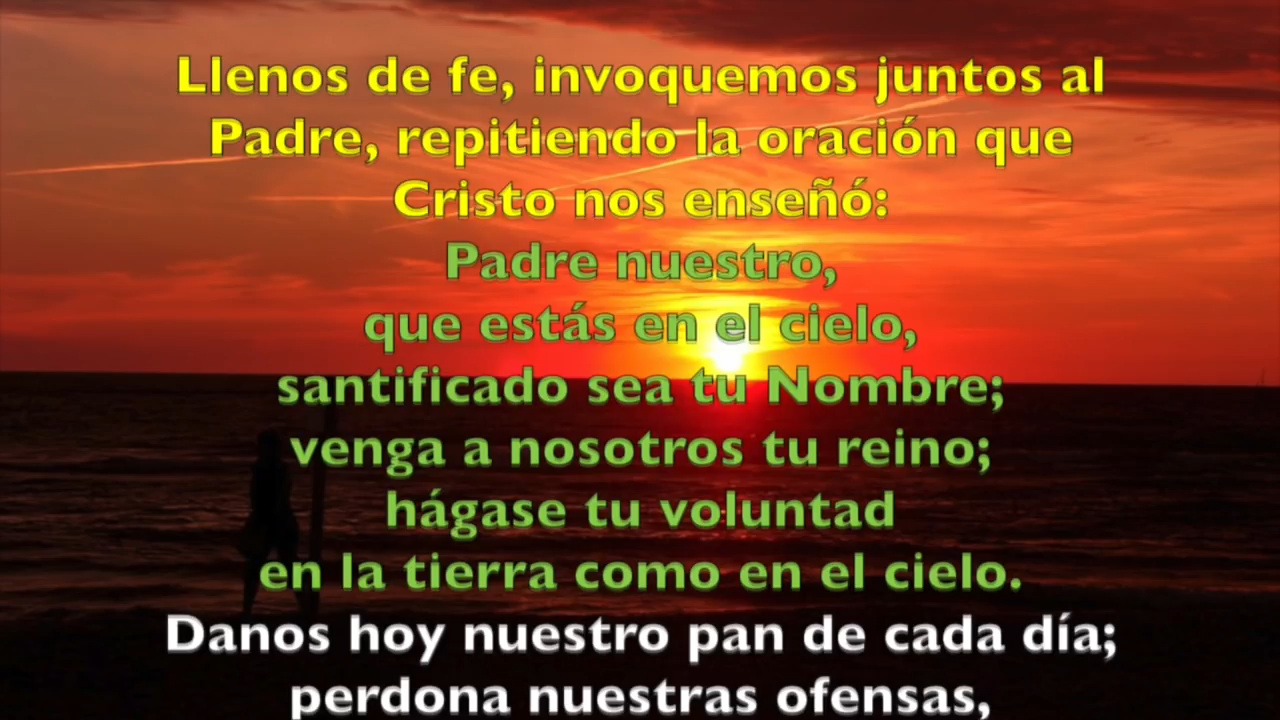 Llenos de fe, invoquemos juntos al
Padre, repitiendo la oración que
Cristo nos enseñó:
Padre nuestro,
que estás en el cielo,
santificado sea tu Nombre;
venga a nosotros tu reino;
hágase tu voluntad
en la tierra como en el cielo.
Danos hoy nuestro pan de cada día;
perdona nuestras ofensas,